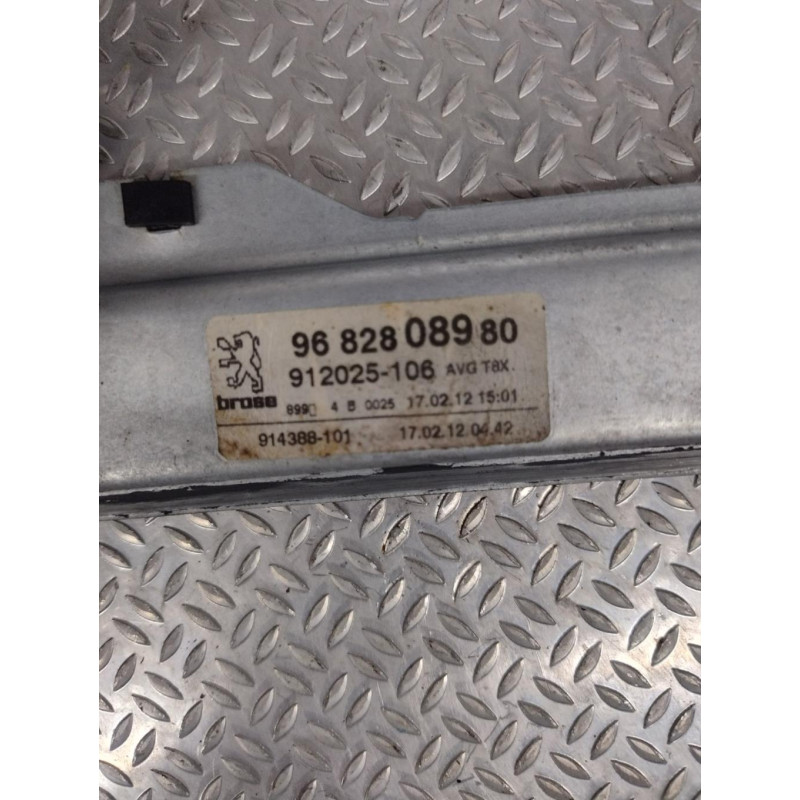 96 828 089 80
912025-106 AVG T8X.
brose
4 0025 17.02.12 15:01
914388-101 17.02.12 04.42